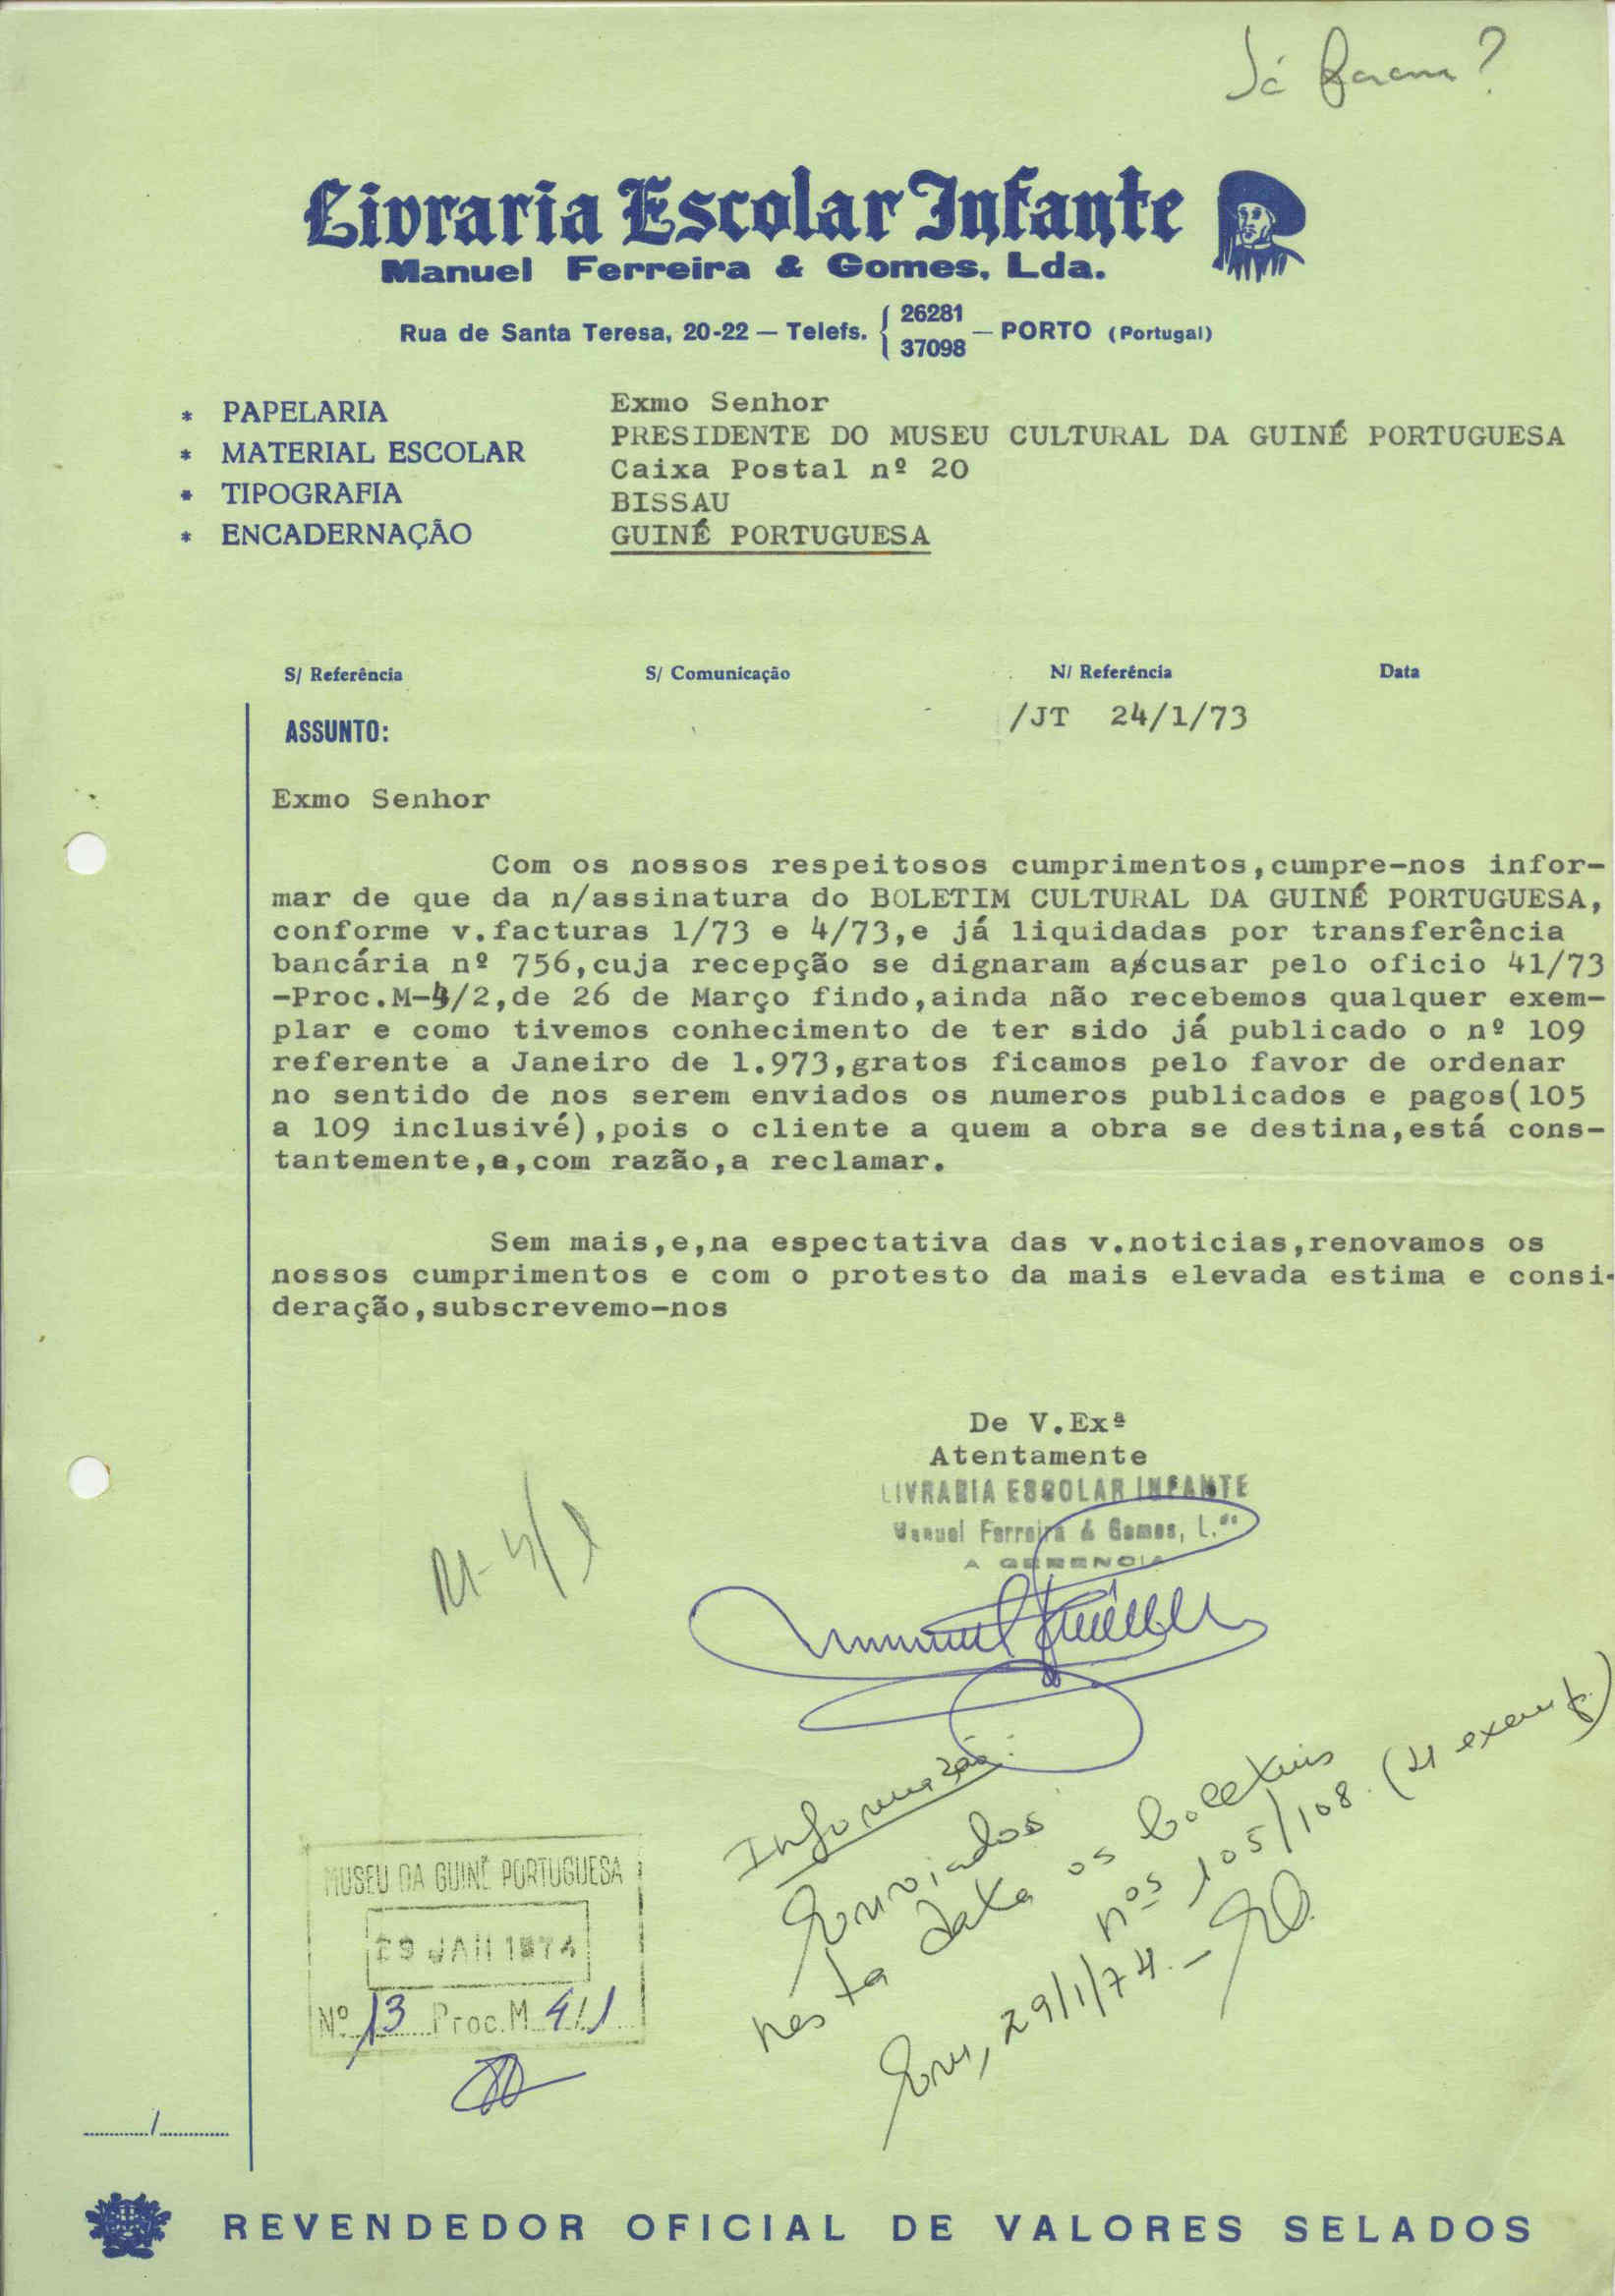 Já foram?
Livraria Escolar Infante
Manuel Ferreira & Gomes, Lda.
Rua de Santa Teresa, 20-22 — Telefs. { 26281 37098 — PORTO (Portugal)
* PAPELARIA
* MATERIAL ESCOLAR
* TIPOGRAFIA
* ENCADERNAÇÃO
Exmo Senhor
PRESIDENTE DO MUSEU CULTURAL DA GUINÉ PORTUGUESA
Caixa Postal nº 20
BISSAU
GUINÉ PORTUGUESA
S/ Referência S/ Comunicação N/ Referência Data
ASSUNTO: /JT 24/1/73
Exmo Senhor
Com os nossos respeitosos cumprimentos,cumpre-nos infor-
mar de que da n/assinatura do BOLETIM CULTURAL DA GUINÉ PORTUGUESA,
conforme v.facturas 1/73 e 4/73,e já liquidadas por transferência
bancária nº 756,cuja recepção se dignaram ascusar pelo oficio 41/73
-Proc.M-4/2,de 26 de Março findo,ainda não recebemos qualquer exem-
plar e como tivemos conhecimento de ter sido já publicado o nº 109
referente a Janeiro de 1.973,gratos ficamos pelo favor de ordenar
no sentido de nos serem enviados os numeros publicados e pagos(105
a 109 inclusivé),pois o cliente a quem a obra se destina,está cons-
tantemente,e,com razão,a reclamar.
Sem mais,e,na espectativa das v.noticias,renovamos os
nossos cumprimentos e com o protesto da mais elevada estima e consi-
deração,subscrevemo-nos
De V.Exª
Atentamente
LIVRARIA ESCOLAR INFANTE
Manuel Ferreira & Gomes, L.da
A GERENCIA
M-4/1
Informação:
Enviados
nesta data os boletins
nos 105/108. (4 exemp.)
Em, 29/1/74.-
MUSEU DA GUINÉ PORTUGUESA
29 JAN 1974
Nº 13 Proc. M 4/1
/
REVENDEDOR OFICIAL DE VALORES SELADOS